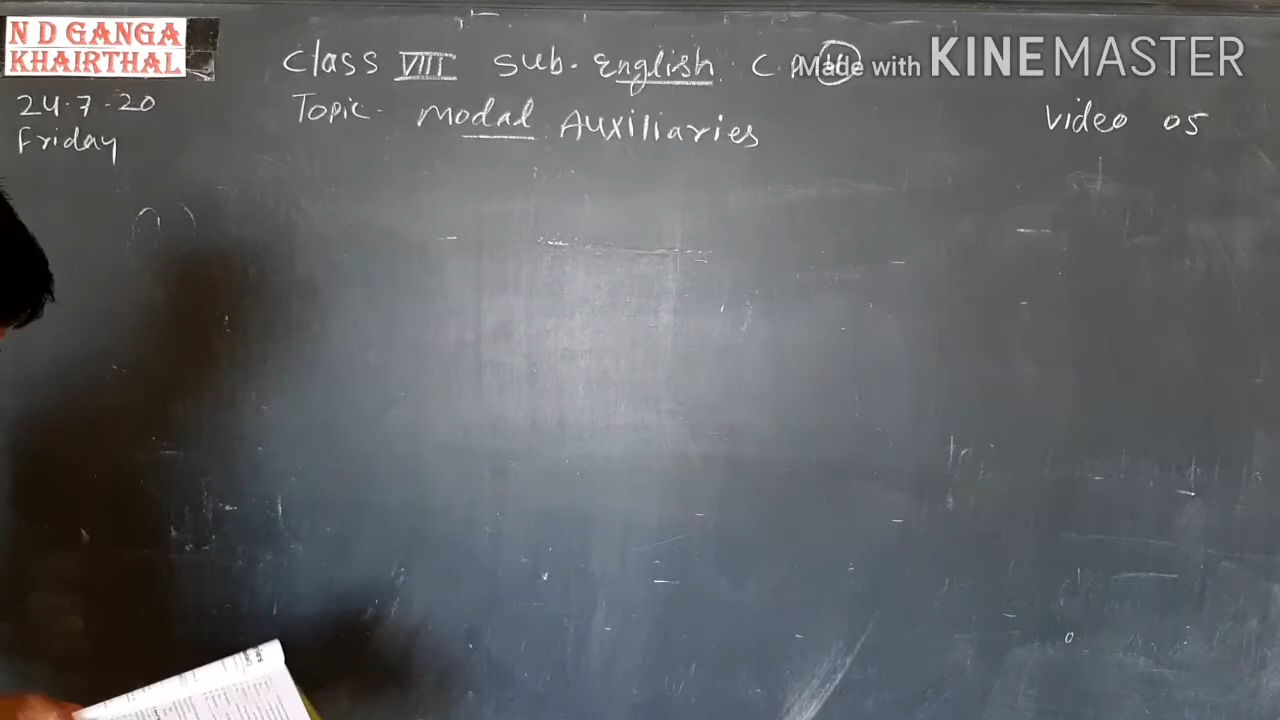 N D GANGA
KHAIRTHAL
24.7.20
Friday
Class VIII Sub. English C
Topic - Modal Auxiliaries
Video 05
Made with KINEMASTER